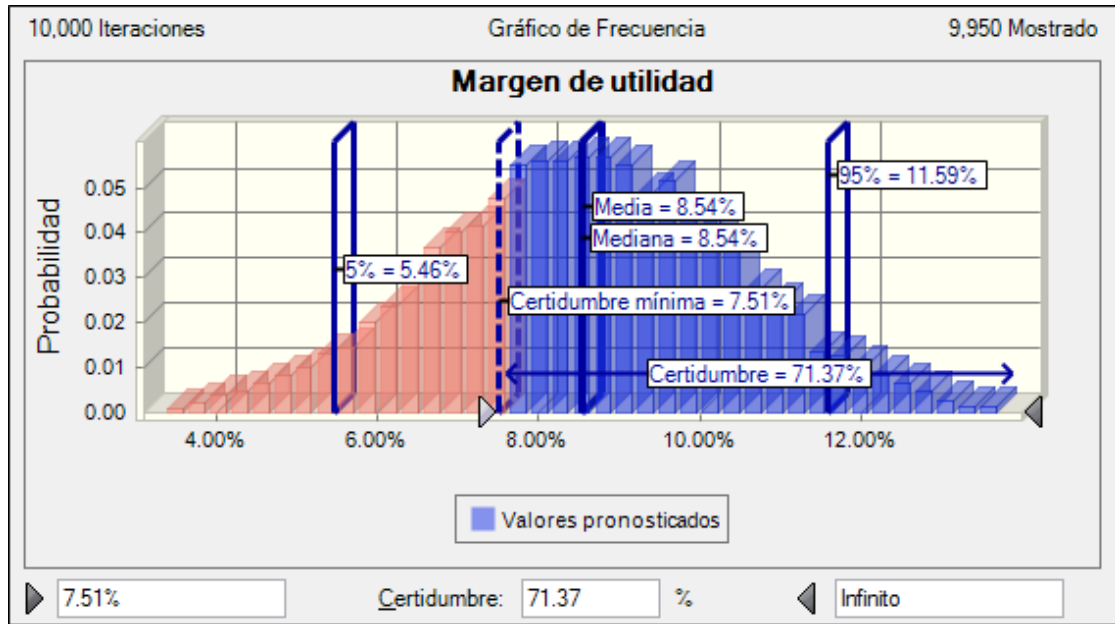 10,000 Iteraciones Gráfico de Frecuencia 9,950 Mostrado
Margen de utilidad
Probabilidad
0.05
0.04
0.03
0.02
0.01
0.00
95% = 11.59%
Media = 8.54%
Mediana = 8.54%
5% = 5.46%
Certidumbre mínima = 7.51%
Certidumbre = 71.37%
4.00% 6.00% 8.00% 10.00% 12.00%
Valores pronosticados
7.51% Certidumbre: 71.37 % Infinito